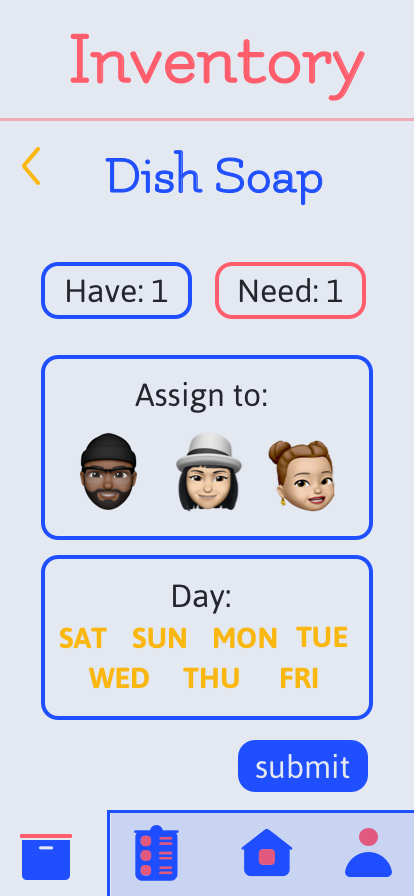 Inventory
Dish Soap
Have: 1 Need: 1
Assign to:
Day:
SAT SUN MON TUE
WED THU FRI
submit